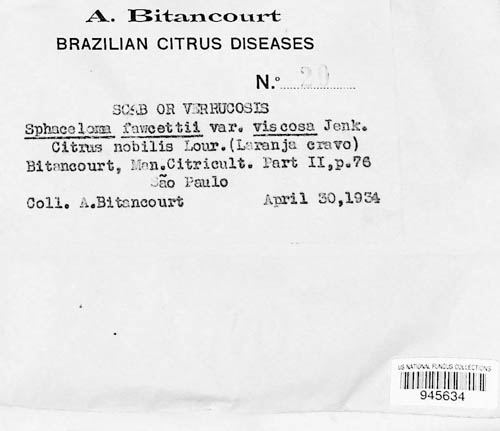 A. Bitancourt
BRAZILIAN CITRUS DISEASES
N.º 20
SCAB OR VERRUCOSIS
Sphaceloma fawcettii var. viscosa Jenk.
Citrus nobilis Lour.(Laranja cravo)
Bitancourt, Man.Citricult. Part II,p.76
São Paulo
Coll. A.Bitancourt April 30,1934
US NATIONAL FUNGUS COLLECTIONS
945634